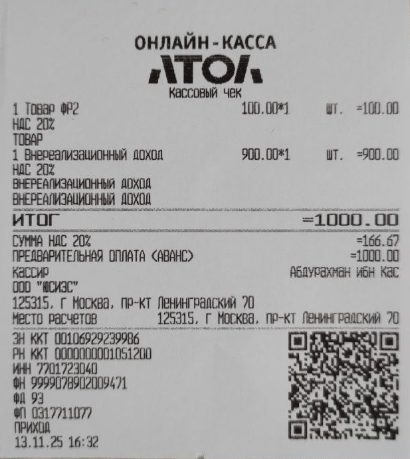 ОНЛАЙН-КАССА
АТОЛ
Кассовый чек
1 Товар ФР2 100.00*1 шт. =100.00
НДС 20%
ТОВАР
1 Внереализационный доход 900.00*1 шт. =900.00
НДС 20%
ВНЕРЕАЛИЗАЦИОННЫЙ ДОХОД
ВНЕРЕАЛИЗАЦИОННЫЙ ДОХОД
ИТОГ =1000.00
СУММА НДС 20% =166.67
ПРЕДВАРИТЕЛЬНАЯ ОПЛАТА (АВАНС) =1000.00
Кассир Абдурахман ибн Кас
ООО "ЮСИЭС"
125315, г Москва, пр-кт Ленинградский 70
Место расчетов 125315, г Москва, пр-кт Ленинградский 70
ЗН ККТ 00106929239986
РН ККТ 0000000001051200
ИНН 7701723040
ФН 9999078902009471
ФД 93
ФП 0317711077
ПРИХОД
13.11.25 16:32